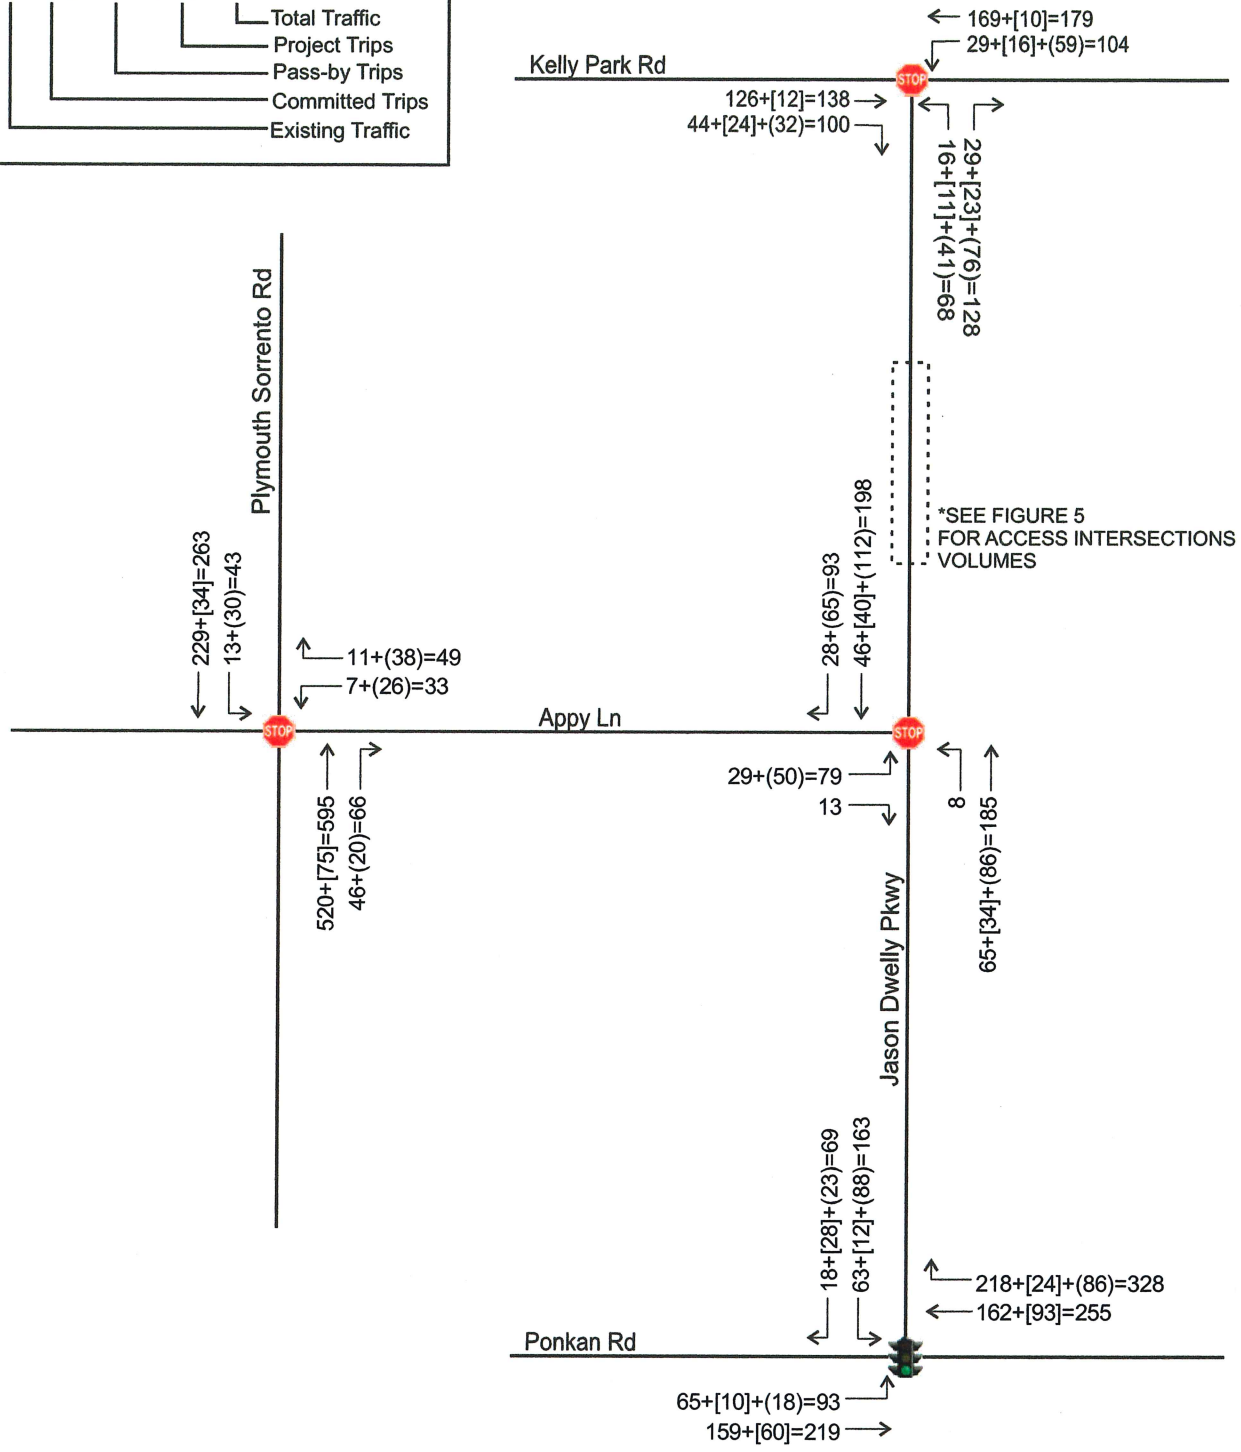 Total Traffic
Project Trips
Pass-by Trips
Committed Trips
Existing Traffic
169+[10]=179
29+[16]+(59)=104
Kelly Park Rd
STOP
126+[12]=138
44+[24]+(32)=100
16+[11]+(41)=68
29+[23]+(76)=128
Plymouth Sorrento Rd
*SEE FIGURE 5
FOR ACCESS INTERSECTIONS
VOLUMES
229+[34]=263
13+(30)=43
28+(65)=93
46+[40]+(112)=198
11+(38)=49
7+(26)=33
Appy Ln
STOP
STOP
520+[75]=595
46+(20)=66
29+(50)=79
13
8
65+[34]+(86)=185
Jason Dwelly Pkwy
18+[28]+(23)=69
63+[12]+(88)=163
218+[24]+(86)=328
162+[93]=255
Ponkan Rd
65+[10]+(18)=93
159+[60]=219